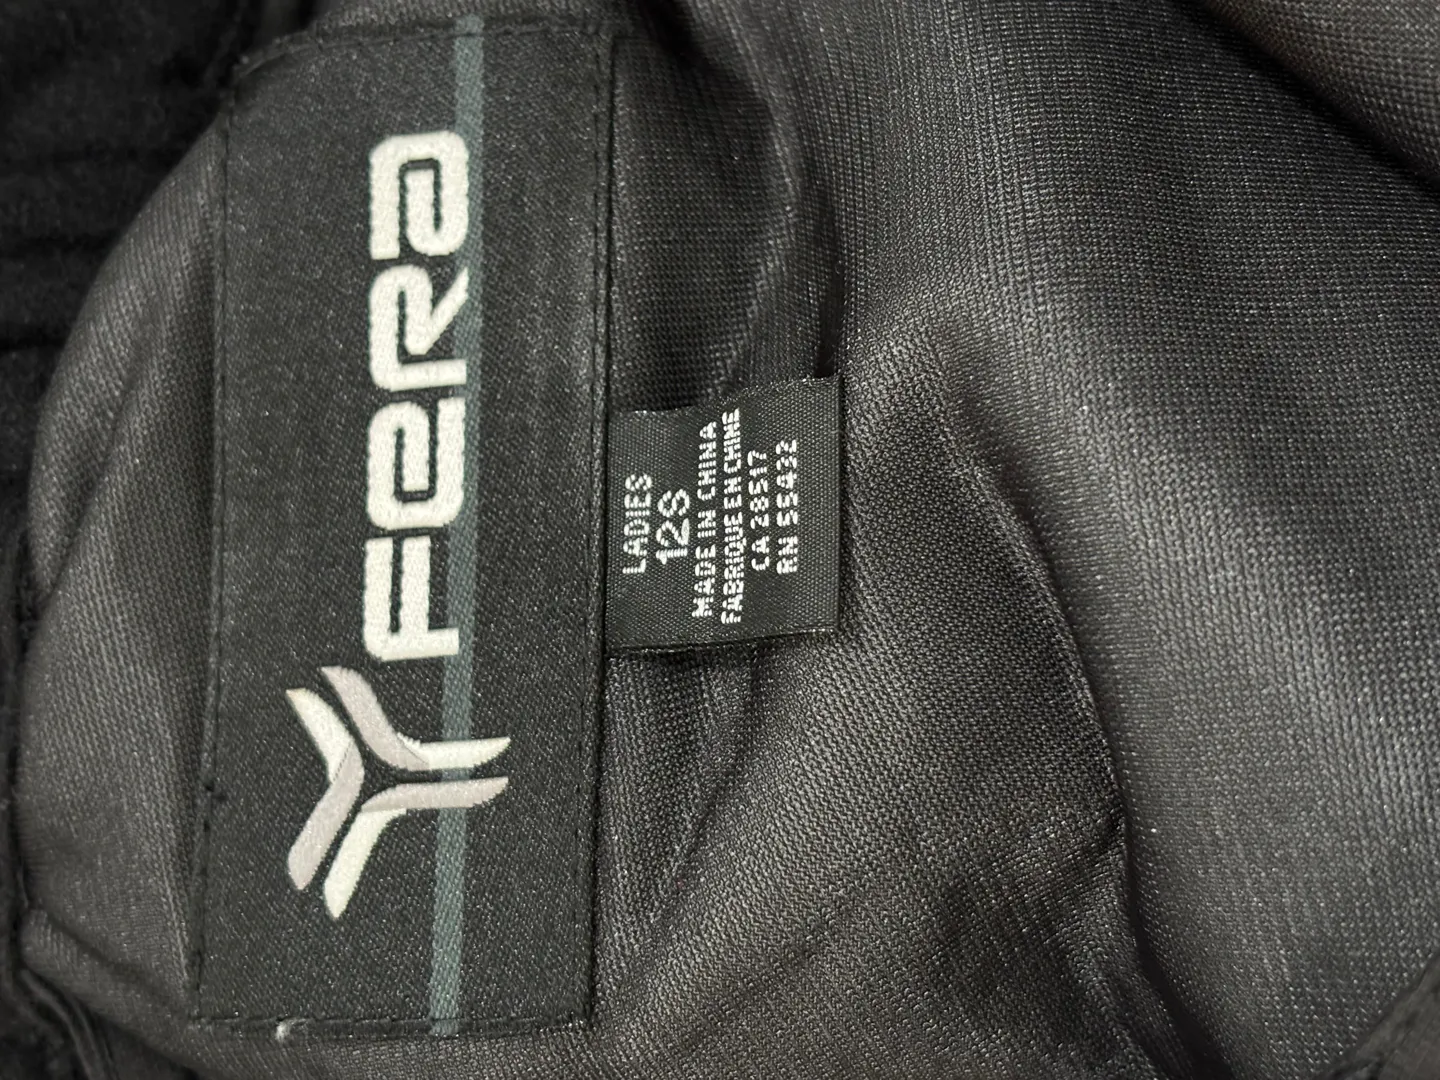 FERA
LADIES
12S
MADE IN CHINA
FABRIQUE EN CHINE
CA 28517
RN 55432